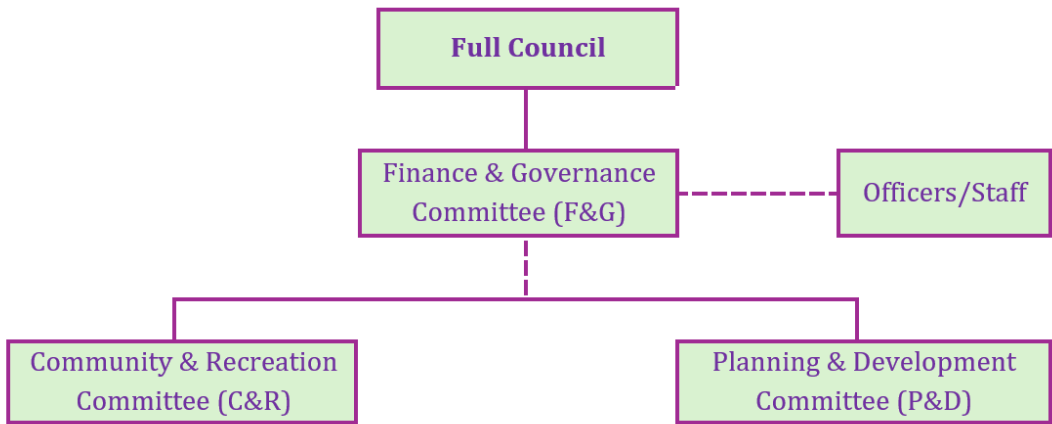 Full Council
Finance & Governance
Committee (F&G)
Officers/Staff
Community & Recreation
Committee (C&R)
Planning & Development
Committee (P&D)